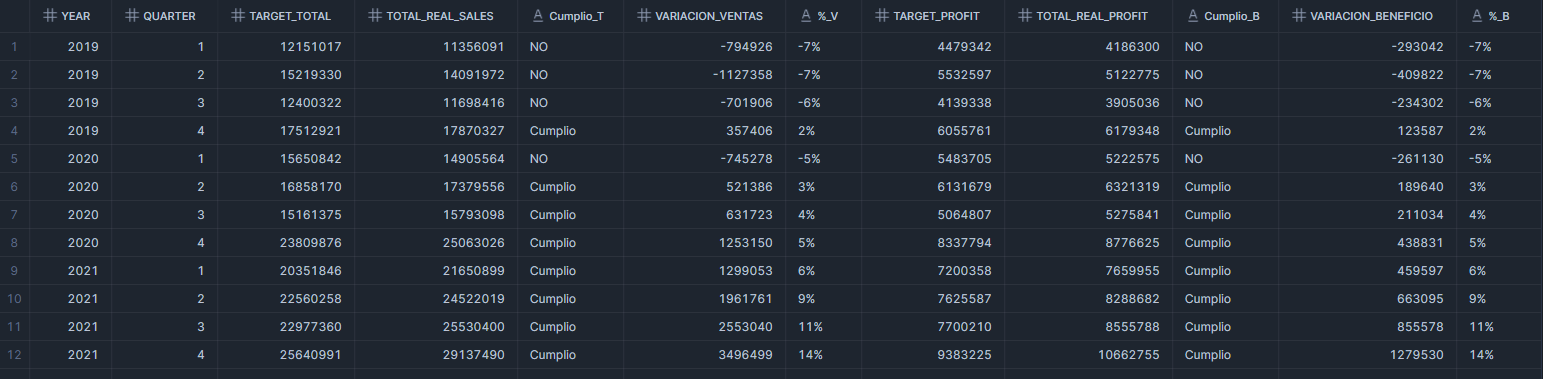 # YEAR # QUARTER # TARGET_TOTAL # TOTAL_REAL_SALES A Cumplio_T # VARIACION_VENTAS A %_V # TARGET_PROFIT # TOTAL_REAL_PROFIT A Cumplio_B # VARIACION_BENEFICIO A %_B
1 2019 1 12151017 11356091 NO -794926 -7% 4479342 4186300 NO -293042 -7%
2 2019 2 15219330 14091972 NO -1127358 -7% 5532597 5122775 NO -409822 -7%
3 2019 3 12400322 11698416 NO -701906 -6% 4139338 3905036 NO -234302 -6%
4 2019 4 17512921 17870327 Cumplio 357406 2% 6055761 6179348 Cumplio 123587 2%
5 2020 1 15650842 14905564 NO -745278 -5% 5483705 5222575 NO -261130 -5%
6 2020 2 16858170 17379556 Cumplio 521386 3% 6131679 6321319 Cumplio 189640 3%
7 2020 3 15161375 15793098 Cumplio 631723 4% 5064807 5275841 Cumplio 211034 4%
8 2020 4 23809876 25063026 Cumplio 1253150 5% 8337794 8776625 Cumplio 438831 5%
9 2021 1 20351846 21650899 Cumplio 1299053 6% 7200358 7659955 Cumplio 459597 6%
10 2021 2 22560258 24522019 Cumplio 1961761 9% 7625587 8288682 Cumplio 663095 9%
11 2021 3 22977360 25530400 Cumplio 2553040 11% 7700210 8555788 Cumplio 855578 11%
12 2021 4 25640991 29137490 Cumplio 3496499 14% 9383225 10662755 Cumplio 1279530 14%